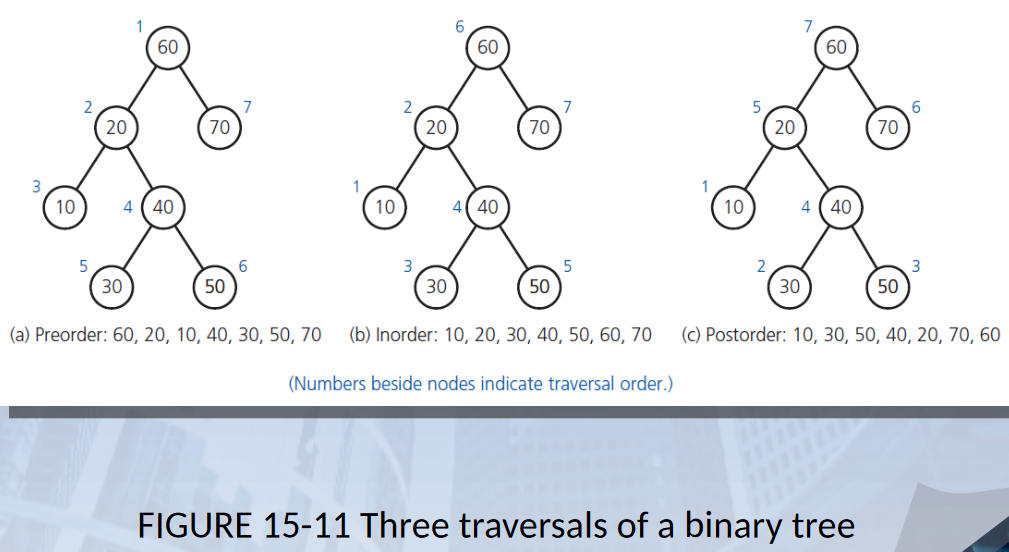 1 6 7
60 60 60
2 7 2 7 5 6
20 70 20 70 20 70
3 1 1
10 4 40 10 4 40 10 4 40
5 6 3 5 2 3
30 50 30 50 30 50
(a) Preorder: 60, 20, 10, 40, 30, 50, 70
(b) Inorder: 10, 20, 30, 40, 50, 60, 70
(c) Postorder: 10, 30, 50, 40, 20, 70, 60
(Numbers beside nodes indicate traversal order.)
FIGURE 15-11 Three traversals of a binary tree